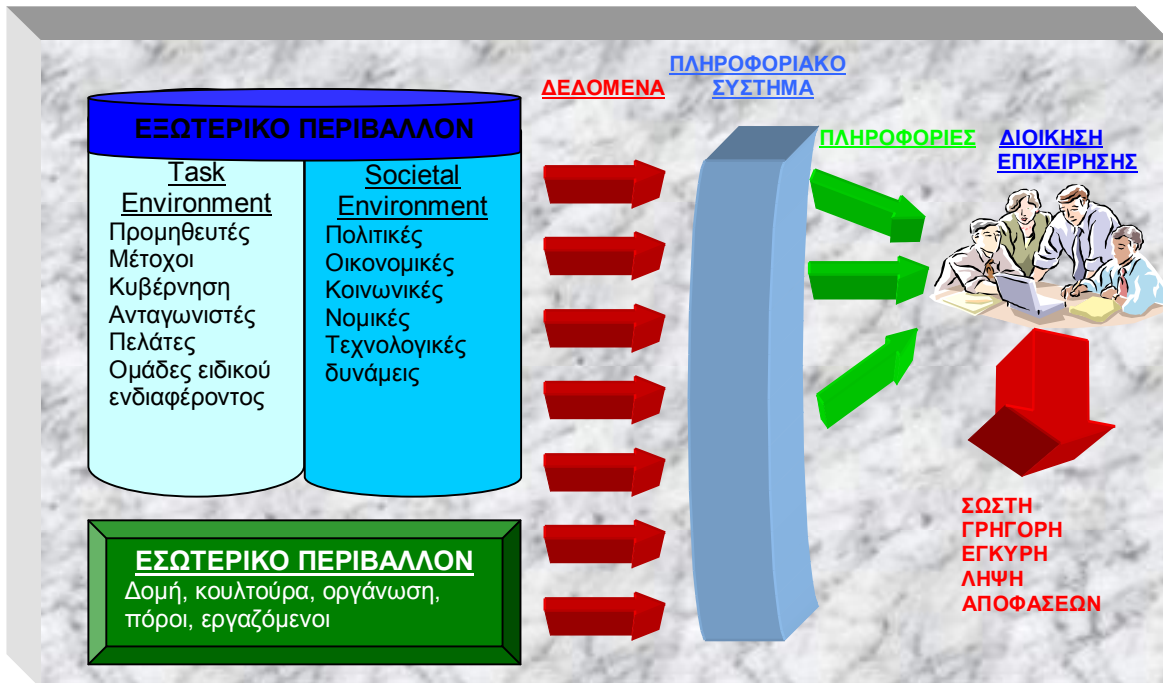 ΕΞΩΤΕΡΙΚΟ ΠΕΡΙΒΑΛΛΟΝ
Task
Environment
Προμηθευτές
Μέτοχοι
Κυβέρνηση
Ανταγωνιστές
Πελάτες
Ομάδες ειδικού
ενδιαφέροντος
Societal
Environment
Πολιτικές
Οικονομικές
Κοινωνικές
Νομικές
Τεχνολογικές
δυνάμεις
ΕΣΩΤΕΡΙΚΟ ΠΕΡΙΒΑΛΛΟΝ
Δομή, κουλτούρα, οργάνωση,
πόροι, εργαζόμενοι
ΔΕΔΟΜΕΝΑ
ΠΛΗΡΟΦΟΡΙΑΚΟ
ΣΥΣΤΗΜΑ
ΠΛΗΡΟΦΟΡΙΕΣ
ΔΙΟΙΚΗΣΗ
ΕΠΙΧΕΙΡΗΣΗΣ
ΣΩΣΤΗ
ΓΡΗΓΟΡΗ
ΕΓΚΥΡΗ
ΛΗΨΗ
ΑΠΟΦΑΣΕΩΝ